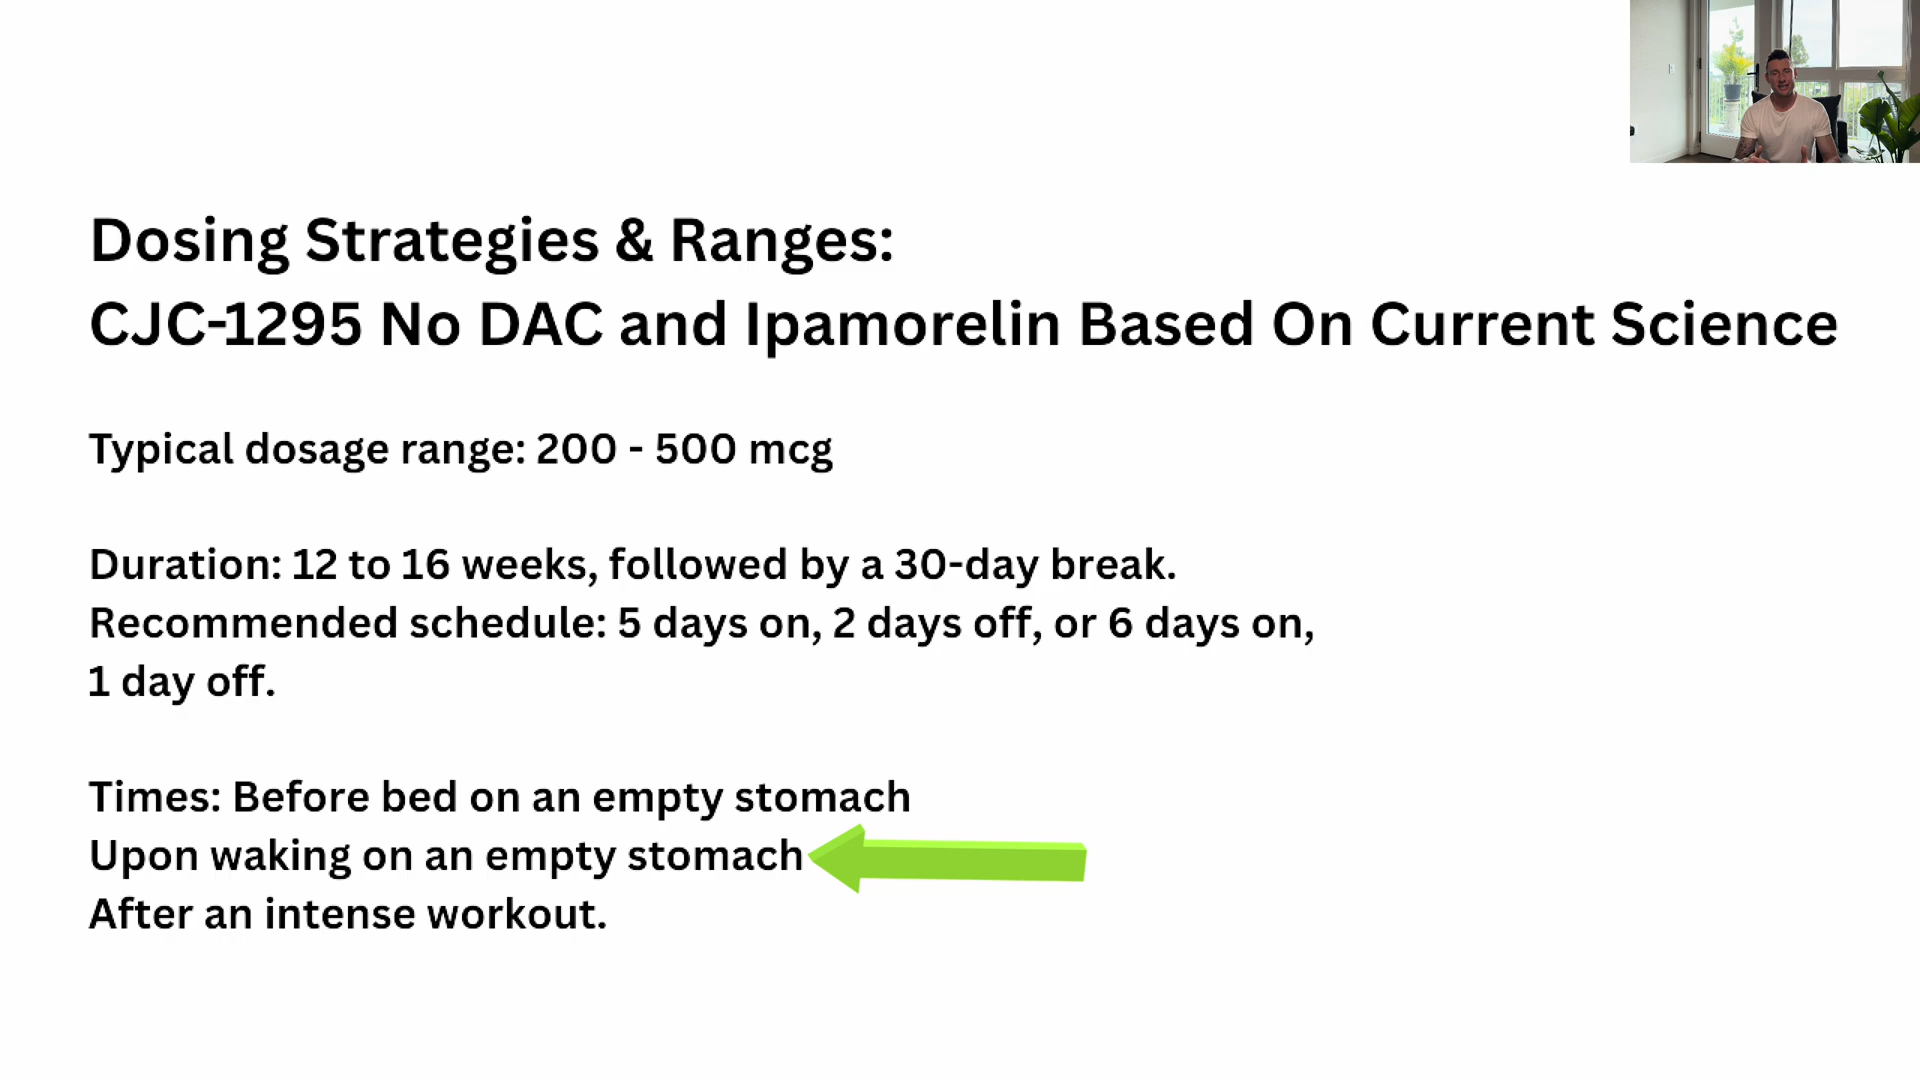 Dosing Strategies & Ranges:
CJC-1295 No DAC and Ipamorelin Based On Current Science
Typical dosage range: 200 - 500 mcg
Duration: 12 to 16 weeks, followed by a 30-day break.
Recommended schedule: 5 days on, 2 days off, or 6 days on,
1 day off.
Times: Before bed on an empty stomach
Upon waking on an empty stomach
After an intense workout.